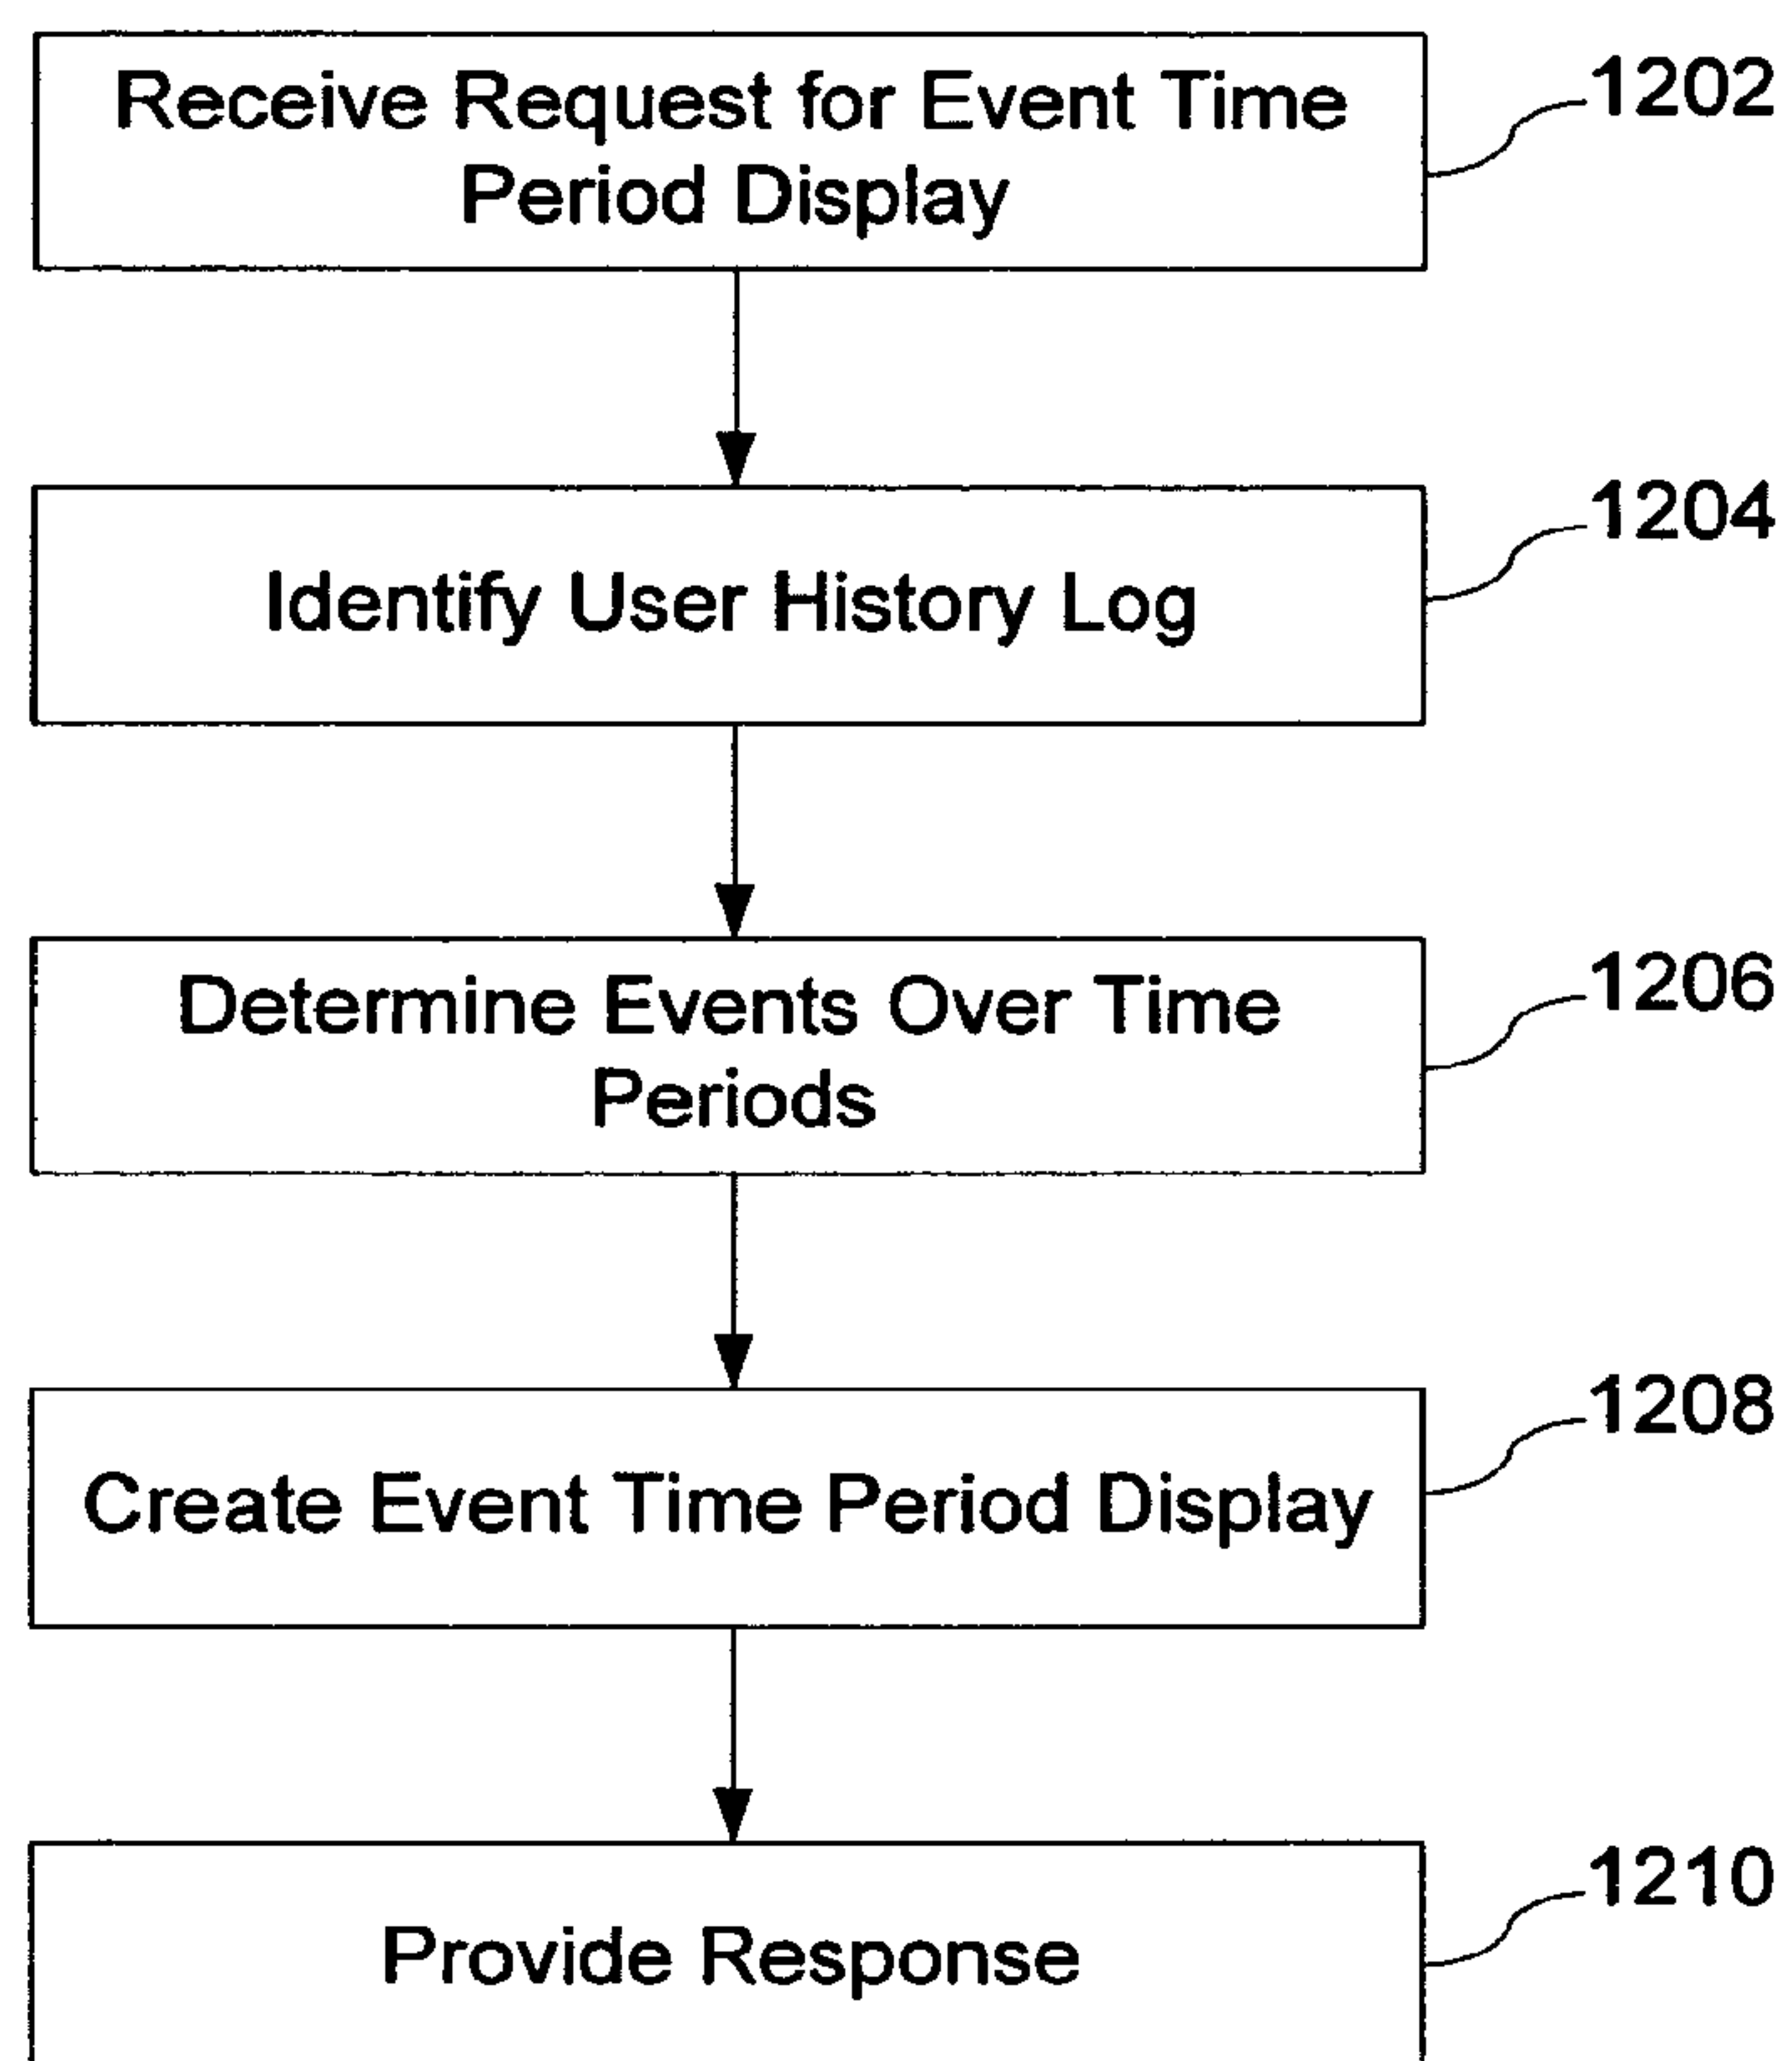 Receive Request for Event Time
Period Display
1202
Identify User History Log
1204
Determine Events Over Time
Periods
1206
Create Event Time Period Display
1208
Provide Response
1210